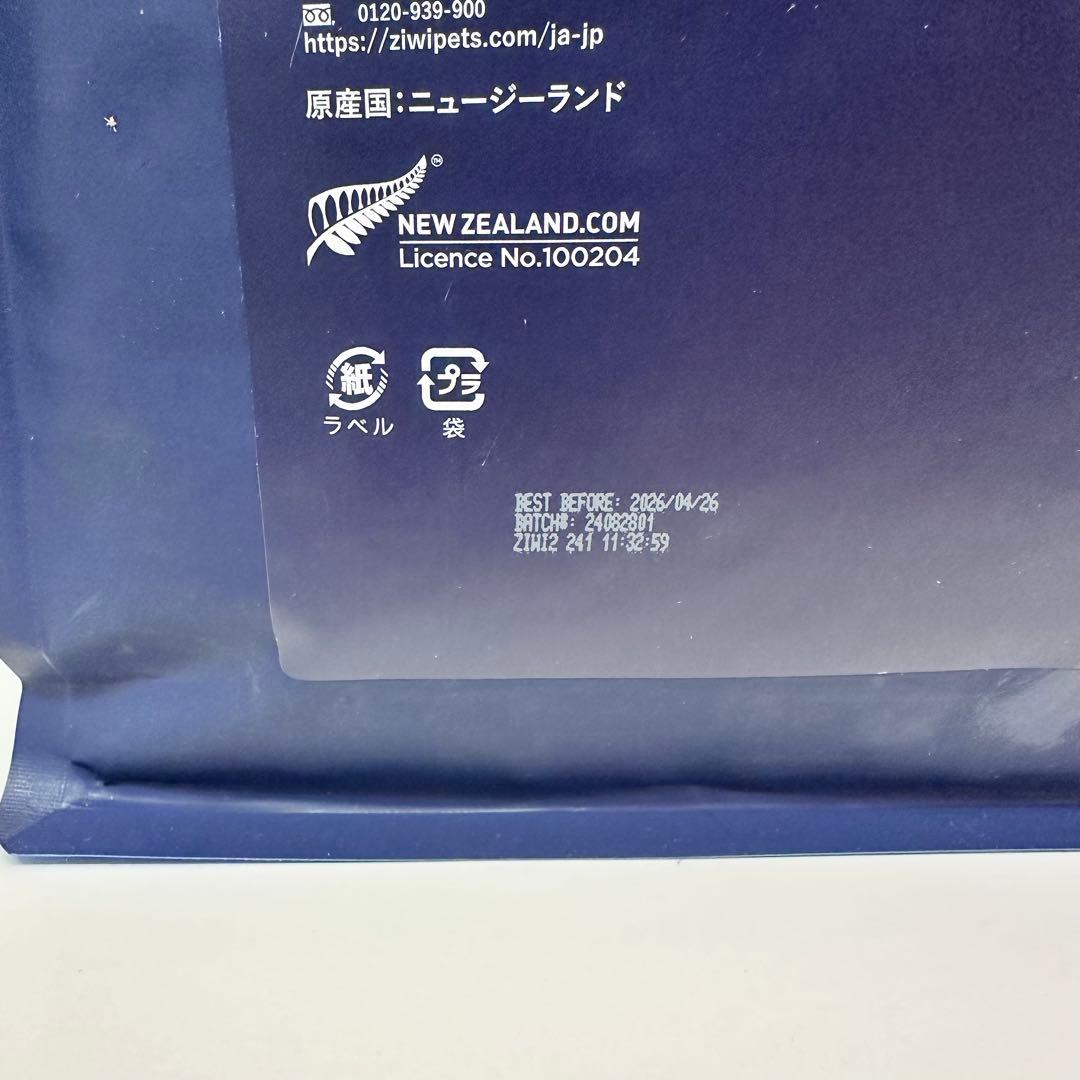 0120-939-900
https://ziwipets.com/ja-jp
原産国：ニュージーランド
TM
NEW ZEALAND.COM
Licence No.100204
紙
ラベル
プラ
袋
BEST BEFORE: 2026/04/26
BATCH#: 24082801
ZIWI2 241 11:32:59